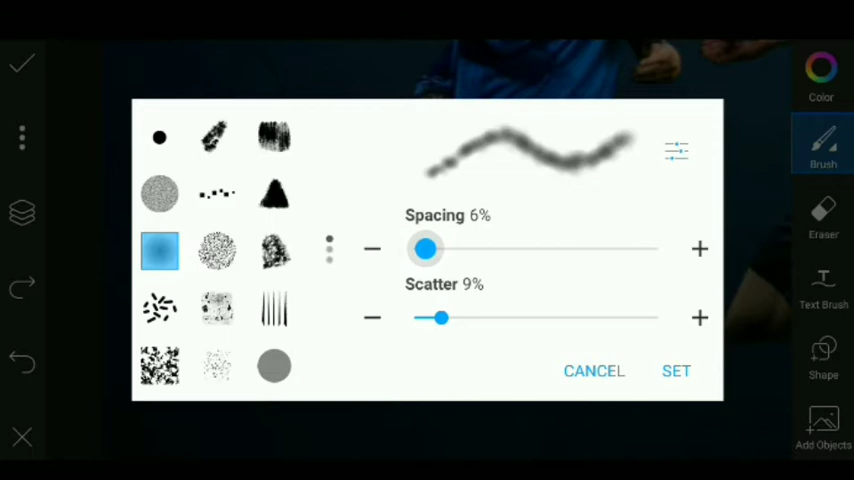 Spacing 6%
Scatter 9%
CANCEL
SET
Color
Brush
Eraser
Text Brush
Shape
Add Objects